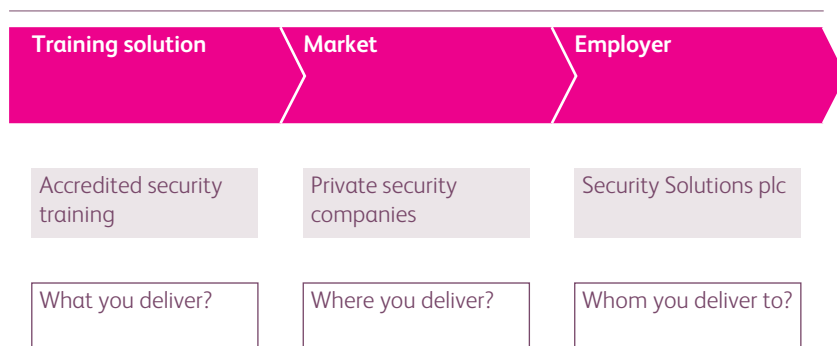 Training solution
Market
Employer
Accredited security
training
Private security
companies
Security Solutions plc
What you deliver?
Where you deliver?
Whom you deliver to?